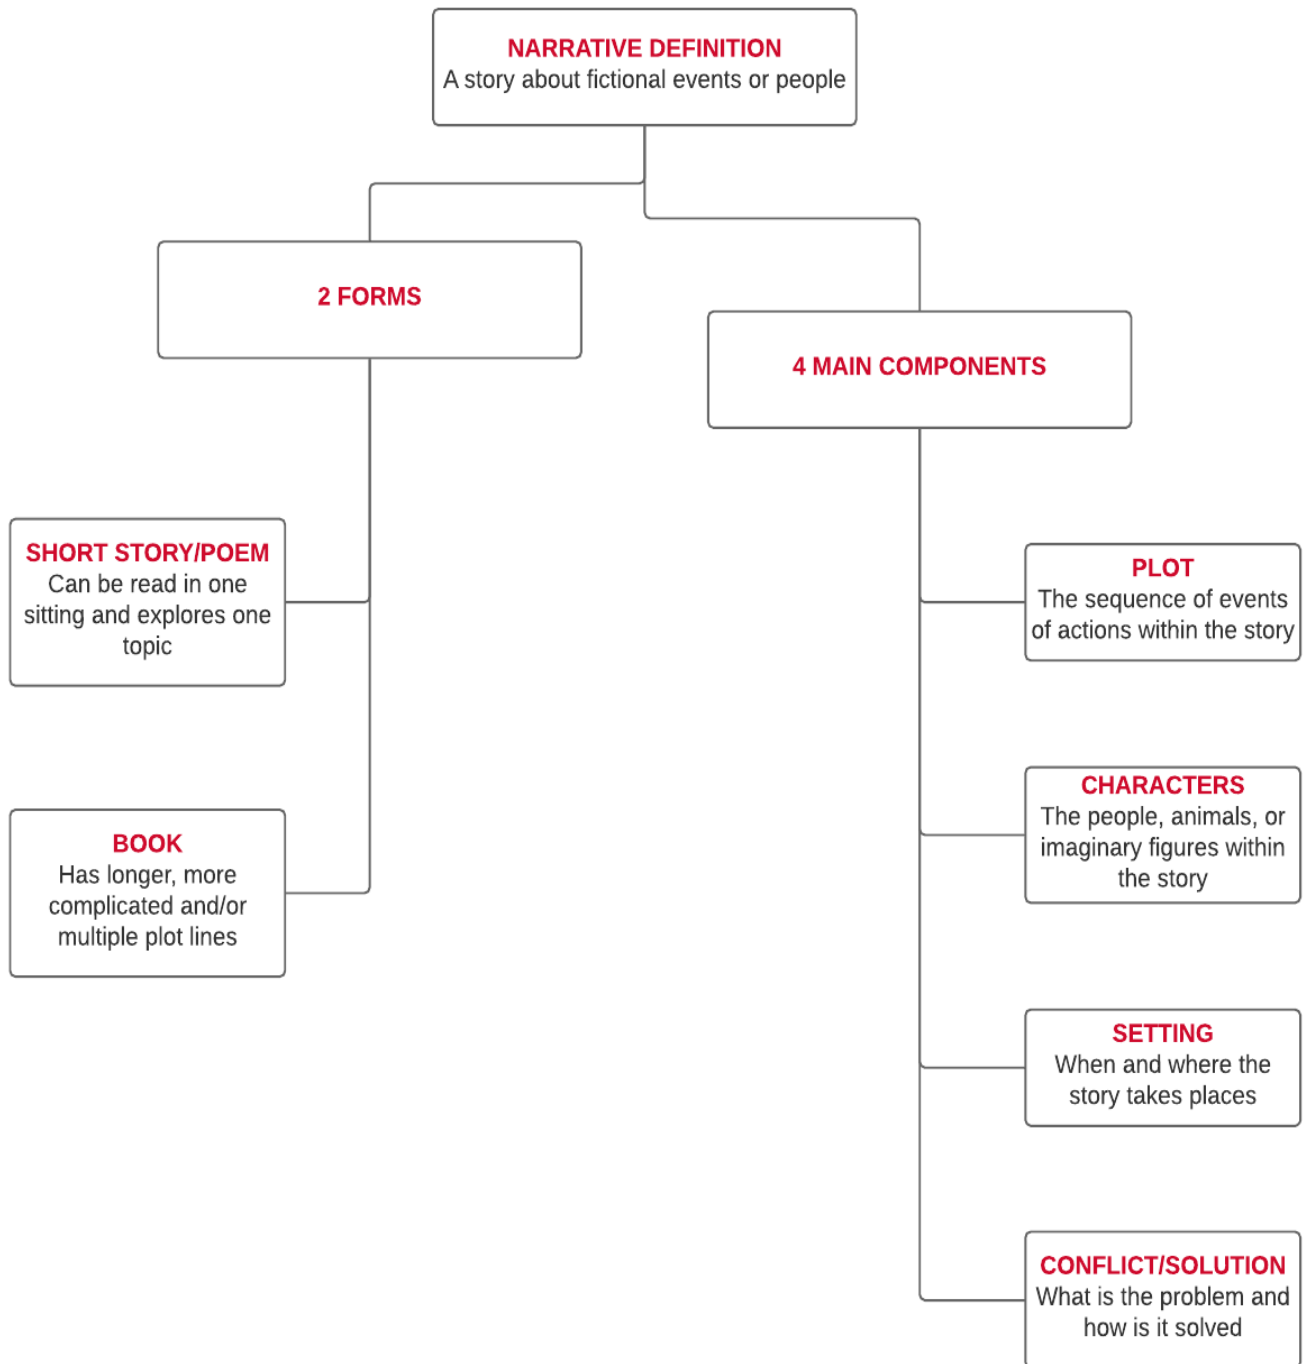 NARRATIVE DEFINITION
A story about fictional events or people
2 FORMS
4 MAIN COMPONENTS
SHORT STORY/POEM
Can be read in one
sitting and explores one
topic
BOOK
Has longer, more
complicated and/or
multiple plot lines
PLOT
The sequence of events
of actions within the story
CHARACTERS
The people, animals, or
imaginary figures within
the story
SETTING
When and where the
story takes places
CONFLICT/SOLUTION
What is the problem and
how is it solved